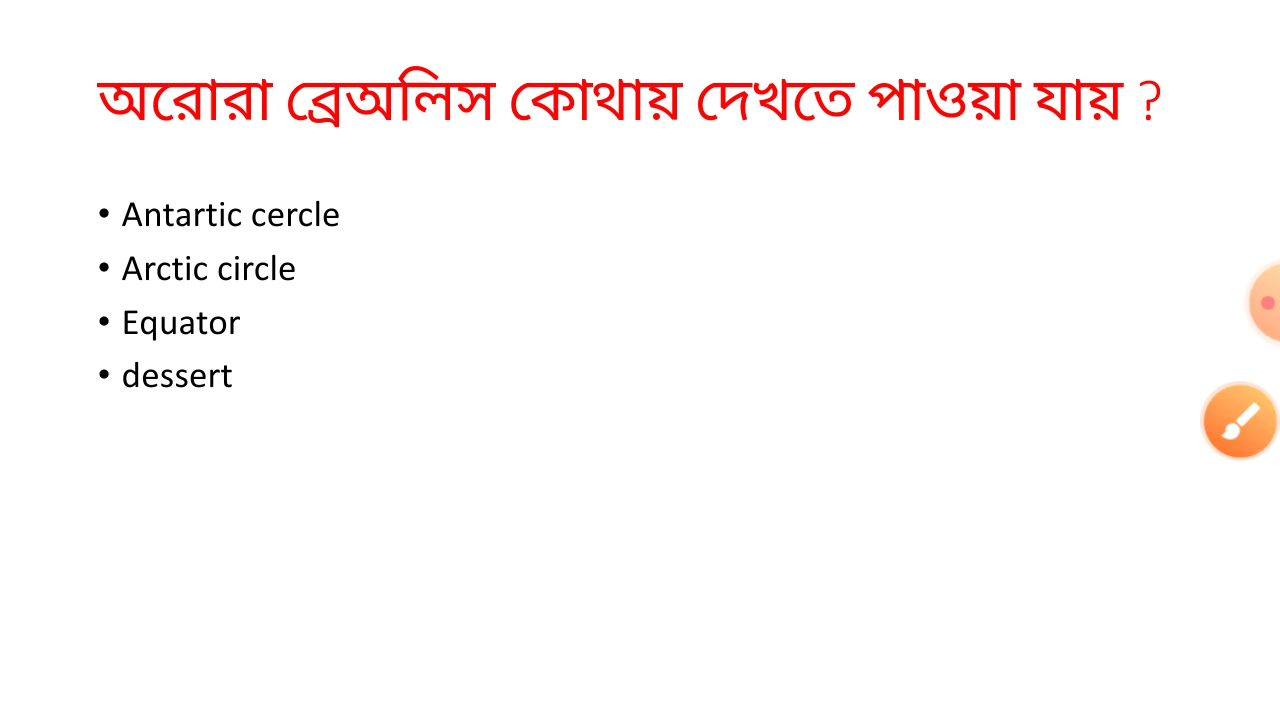 অরোরা ব্রেঅলিস কোথায় দেখতে পাওয়া যায় ?
• Antartic cercle
• Arctic circle
• Equator
• dessert